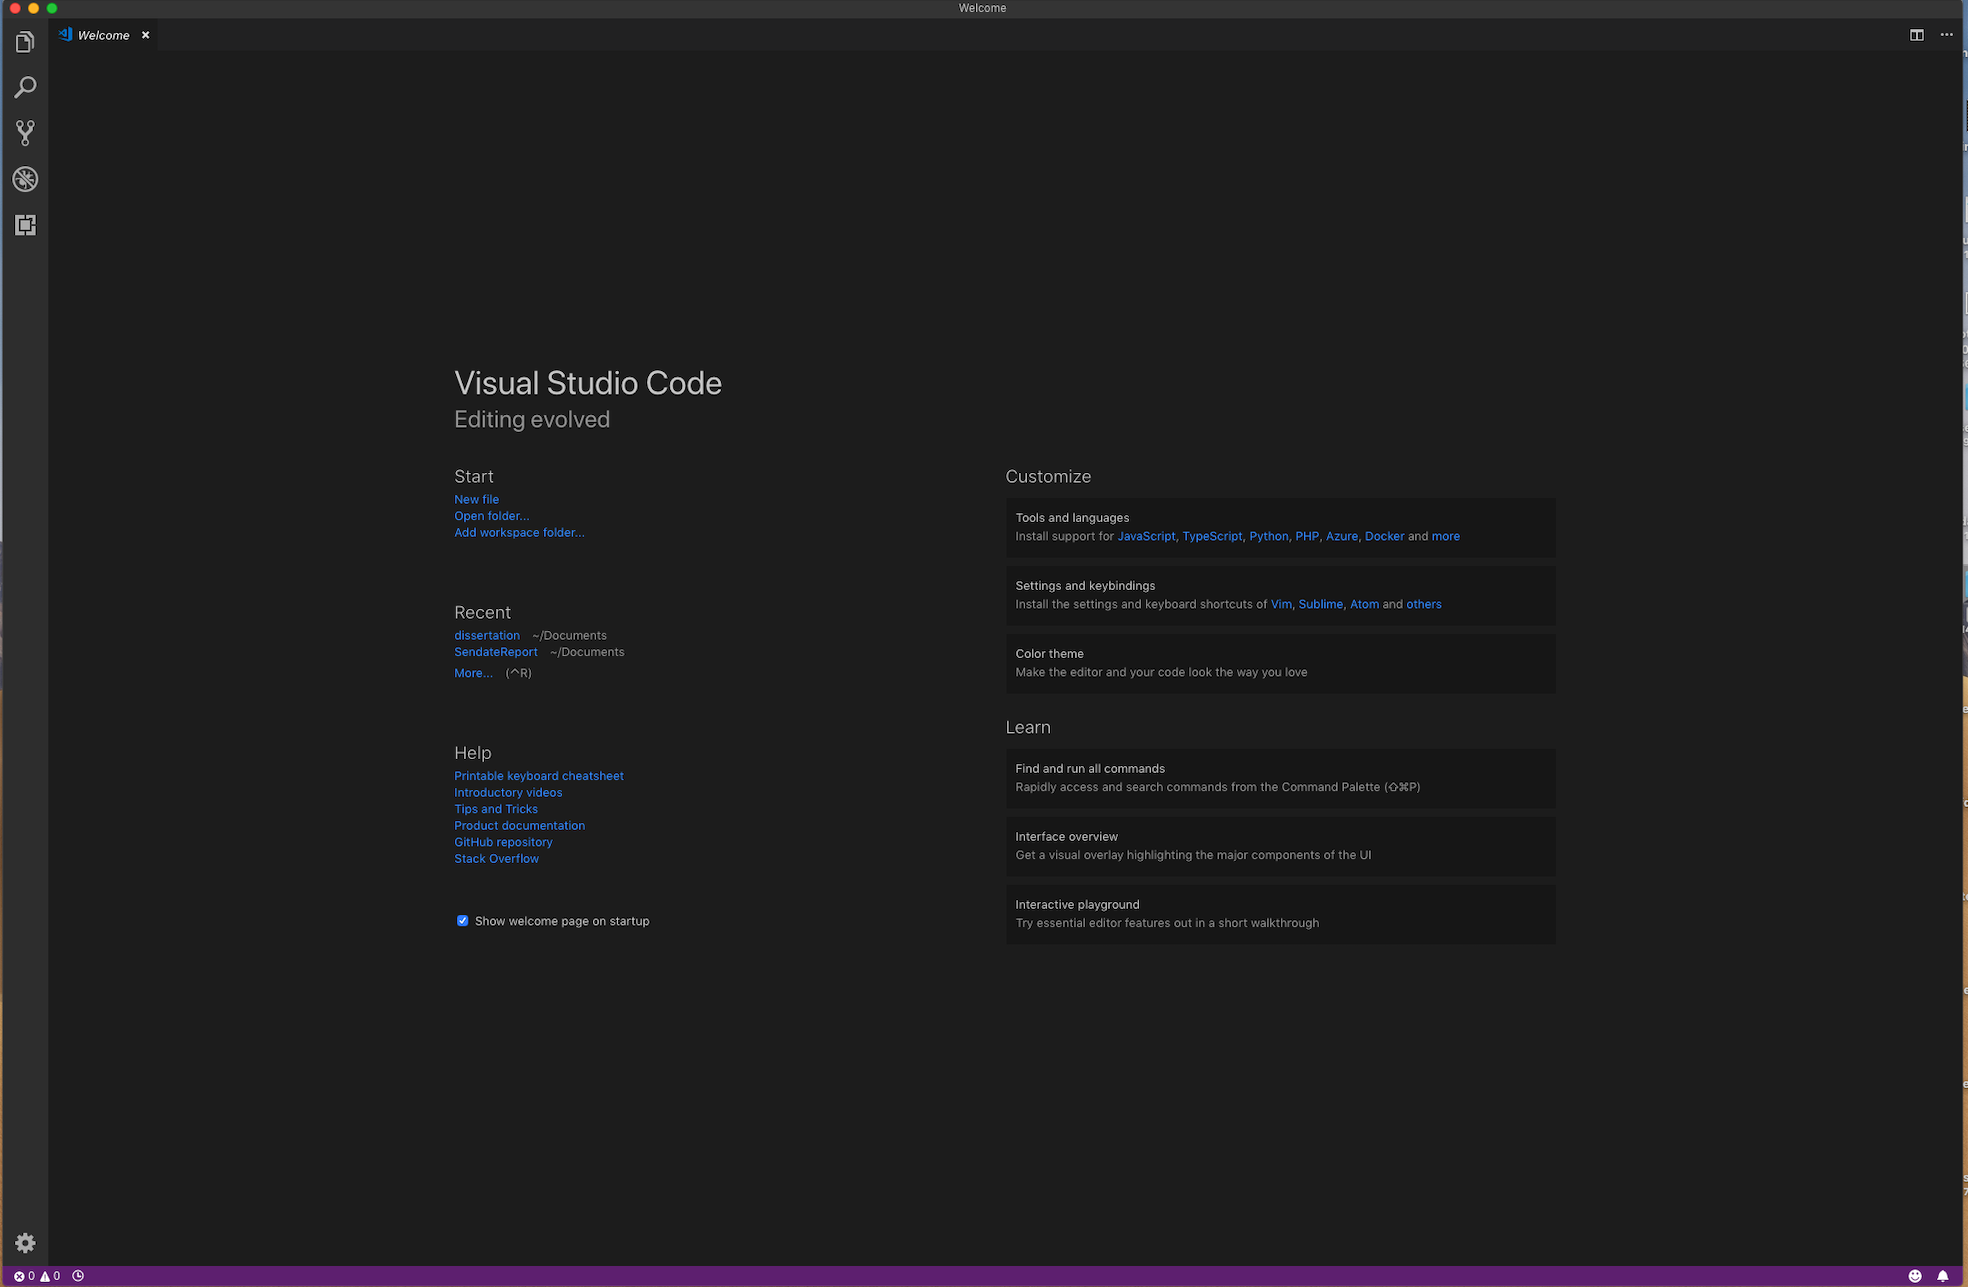 Welcome
Welcome
Visual Studio Code
Editing evolved
Start
New file
Open folder...
Add workspace folder...
Recent
dissertation ~/Documents
SendateReport ~/Documents
More... (^R)
Help
Printable keyboard cheatsheet
Introductory videos
Tips and Tricks
Product documentation
GitHub repository
Stack Overflow
Show welcome page on startup
Customize
Tools and languages
Install support for JavaScript, TypeScript, Python, PHP, Azure, Docker and more
Settings and keybindings
Install the settings and keyboard shortcuts of Vim, Sublime, Atom and others
Color theme
Make the editor and your code look the way you love
Learn
Find and run all commands
Rapidly access and search commands from the Command Palette (⇧⌘P)
Interface overview
Get a visual overlay highlighting the major components of the UI
Interactive playground
Try essential editor features out in a short walkthrough
0 0